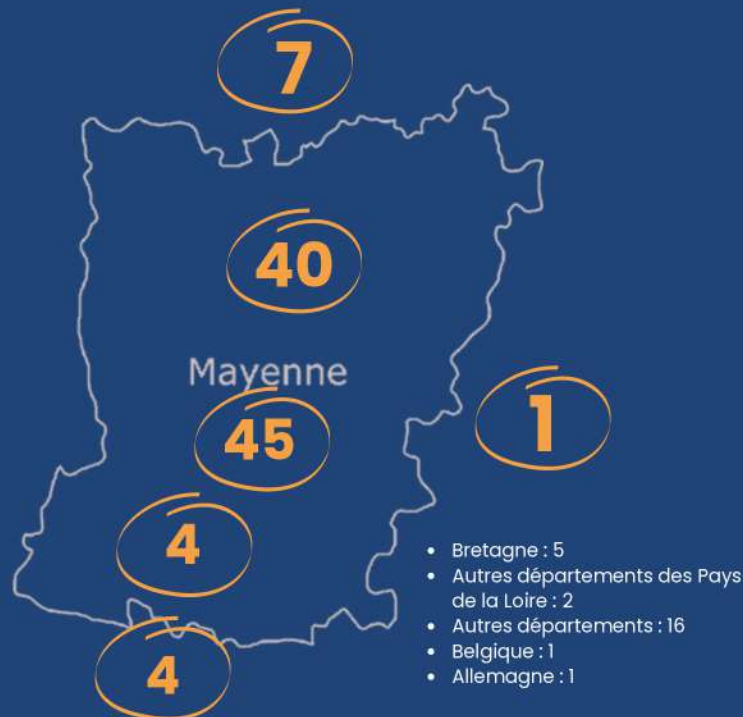 7
40
Mayenne
45
1
4
4
• Bretagne : 5
• Autres départements des Pays
de la Loire : 2
• Autres départements : 16
• Belgique : 1
• Allemagne : 1